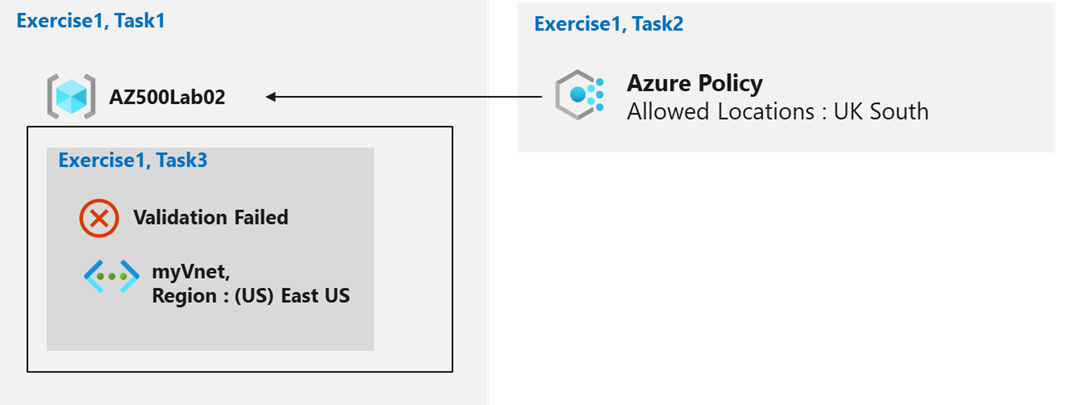 Exercise1, Task1
AZ500Lab02
Exercise1, Task3
Validation Failed
myVnet,
Region : (US) East US
Exercise1, Task2
Azure Policy
Allowed Locations : UK South